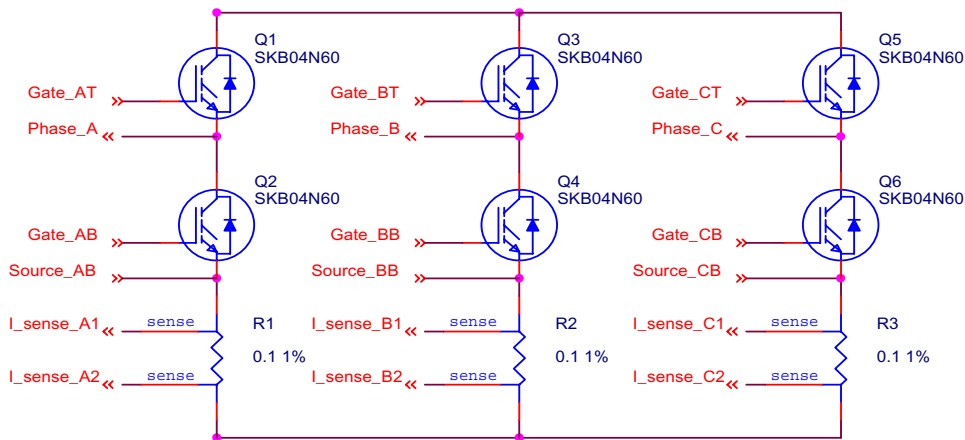 Q1
SKB04N60
Q3
SKB04N60
Q5
SKB04N60
Gate_AT
Gate_BT
Gate_CT
Phase_A
Phase_B
Phase_C
Q2
SKB04N60
Q4
SKB04N60
Q6
SKB04N60
Gate_AB
Gate_BB
Gate_CB
Source_AB
Source_BB
Source_CB
I_sense_A1
sense
R1
I_sense_B1
sense
R2
I_sense_C1
sense
R3
0.1 1%
0.1 1%
0.1 1%
I_sense_A2
sense
I_sense_B2
sense
I_sense_C2
sense